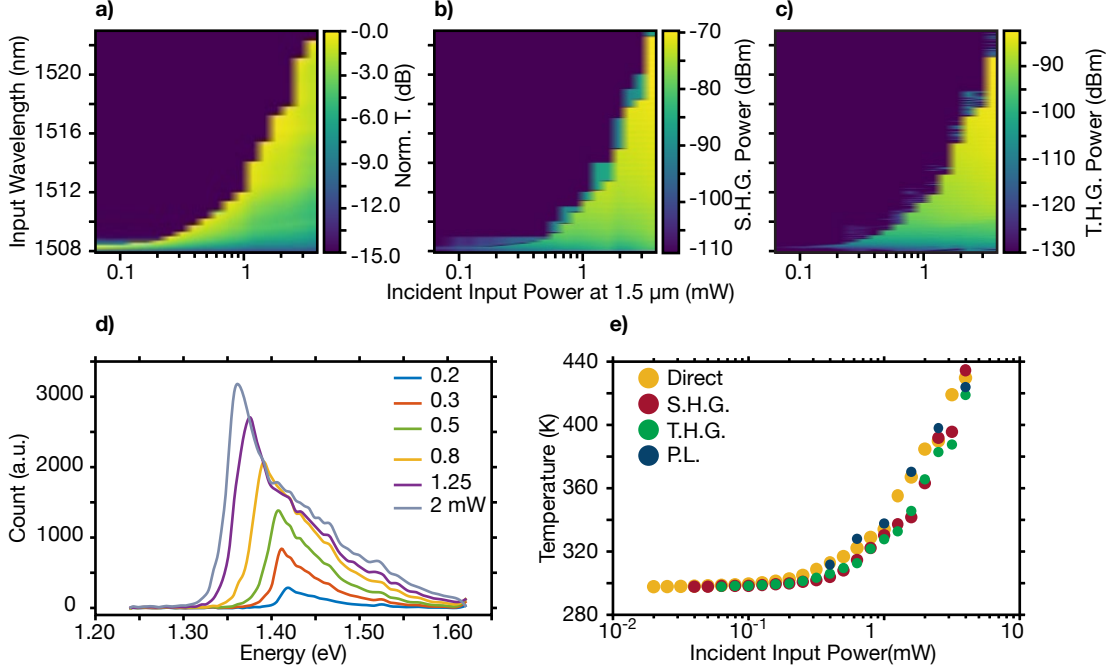 a)
b)
c)
Input Wavelength (nm)
1520
1516
1512
1508
0.1
1
-0.0
-3.0
-6.0
-9.0
-12.0
-15.0
Norm. T. (dB)
0.1
1
-70
-80
-90
-100
-110
S.H.G. Power (dBm)
0.1
1
-90
-100
-110
-120
-130
T.H.G. Power (dBm)
Incident Input Power at 1.5 µm (mW)
d)
Count (a.u.)
3000
2000
1000
0
1.20
1.30
1.40
1.50
1.60
Energy (eV)
0.2
0.3
0.5
0.8
1.25
2 mW
e)
Temperature (K)
440
400
360
320
280
10⁻²
10⁻¹
10⁰
10
Incident Input Power(mW)
Direct
S.H.G.
T.H.G.
P.L.